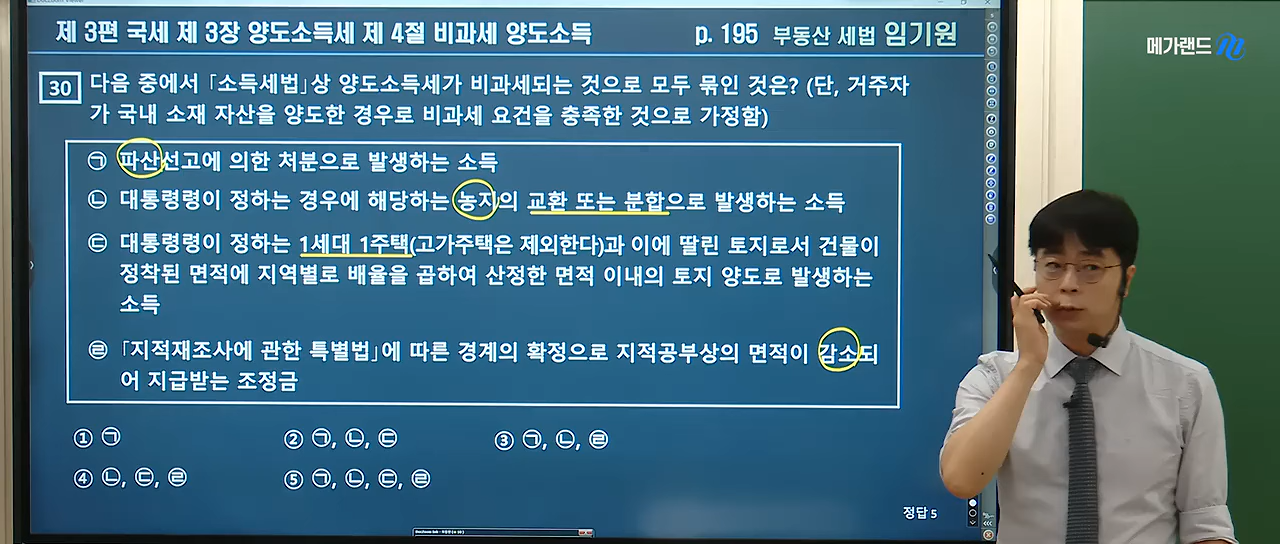 제 3편 국세 제 3장 양도소득세 제 4절 비과세 양도소득 p. 195 부동산 세법 임기원
메가랜드
30 다음 중에서 「소득세법」상 양도소득세가 비과세되는 것으로 모두 묶인 것은? (단, 거주자
가 국내 소재 자산을 양도한 경우로 비과세 요건을 충족한 것으로 가정함)
㉠ 파산선고에 의한 처분으로 발생하는 소득
㉡ 대통령령이 정하는 경우에 해당하는 농지의 교환 또는 분합으로 발생하는 소득
㉢ 대통령령이 정하는 1세대 1주택(고가주택은 제외한다)과 이에 딸린 토지로서 건물이
정착된 면적에 지역별로 배율을 곱하여 산정한 면적 이내의 토지 양도로 발생하는
소득
㉣ 「지적재조사에 관한 특별법」에 따른 경계의 확정으로 지적공부상의 면적이 감소되
어 지급받는 조정금
① ㉠ ② ㉠, ㉡, ㉢ ③ ㉠, ㉡, ㉣
④ ㉡, ㉢, ㉣ ⑤ ㉠, ㉡, ㉢, ㉣
정답 5